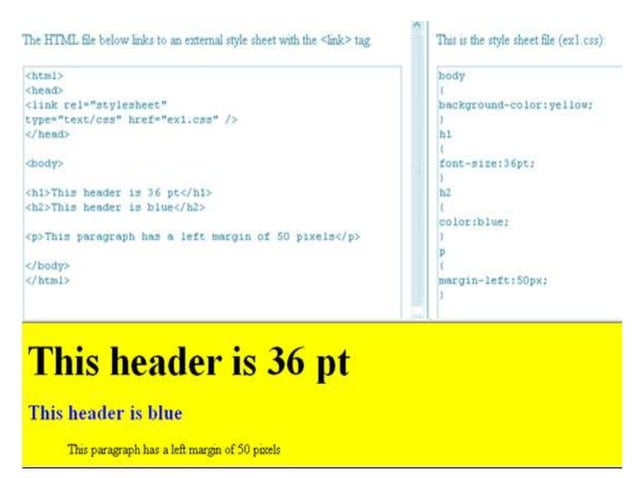 The HTML file below links to an external style sheet with the <link> tag:
<html>
<head>
<link rel="stylesheet"
type="text/css" href="ex1.css" />
</head>
<body>
<h1>This header is 36 pt</h1>
<h2>This header is blue</h2>
<p>This paragraph has a left margin of 50 pixels</p>
</body>
</html>
This is the style sheet file (ex1.css):
body
{
background-color:yellow;
}
h1
{
font-size:36pt;
}
h2
{
color:blue;
}
p
{
margin-left:50px;
}
This header is 36 pt
This header is blue
This paragraph has a left margin of 50 pixels